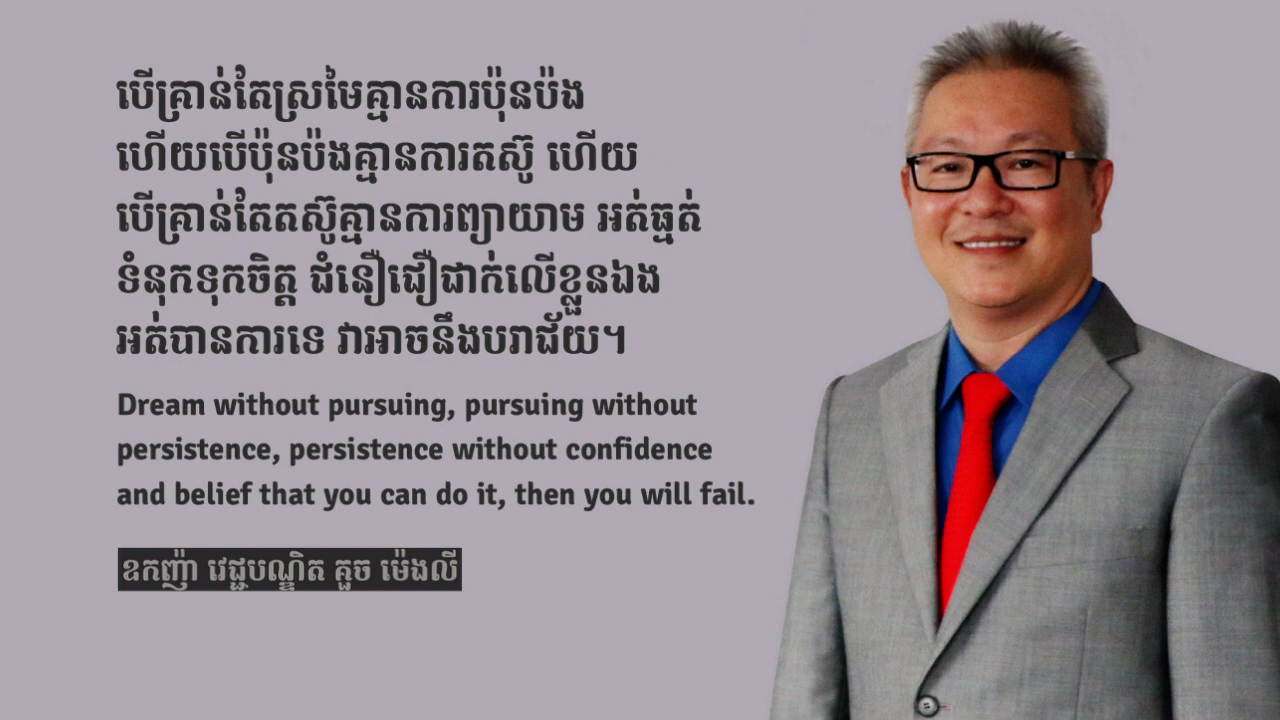 បើគ្រាន់តែស្រមៃគ្មានការប៉ុនប៉ង
ហើយបើប៉ុនប៉ងគ្មានការតស៊ូ ហើយ
បើគ្រាន់តែតស៊ូគ្មានការព្យាយាម អត់ធ្មត់
ទំនុកទុកចិត្ត ជំនឿជឿជាក់លើខ្លួនឯង
អត់បានការទេ វាអាចនឹងបរាជ័យ។
Dream without pursuing, pursuing without
persistence, persistence without confidence
and belief that you can do it, then you will fail.
ឧកញ៉ា វេជ្ជបណ្ឌិត គួច ម៉េងលី